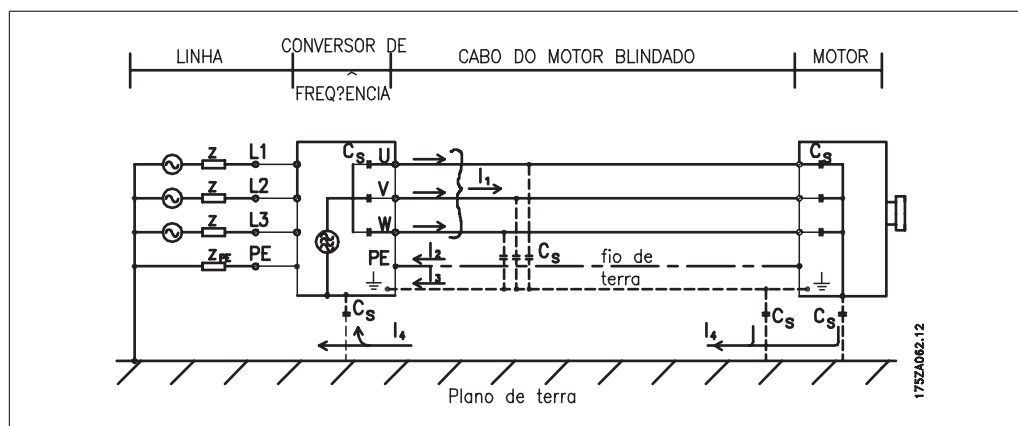 LINHA
CONVERSOR DE
FREQ?ENCIA
^
CABO DO MOTOR BLINDADO
MOTOR
Z L1
Z L2
Z L3
Z PE PE
CS U
V
W
PE
I1
I2
I3
CS
fio de
terra
CS
CS
I4
I4
CS
CS
Plano de terra
175ZA062.12